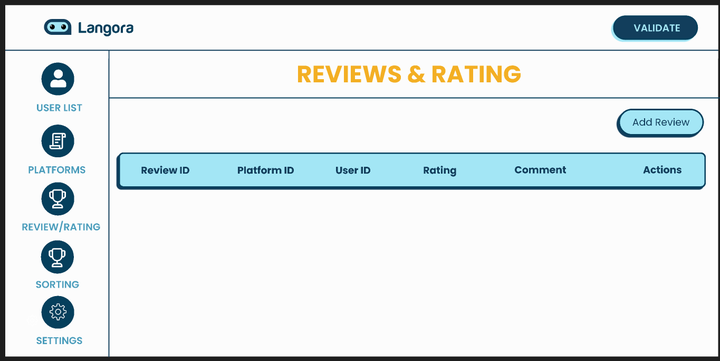 Langora
VALIDATE
REVIEWS & RATING
USER LIST
PLATFORMS
REVIEW/RATING
SORTING
SETTINGS
Add Review
Review ID Platform ID User ID Rating Comment Actions